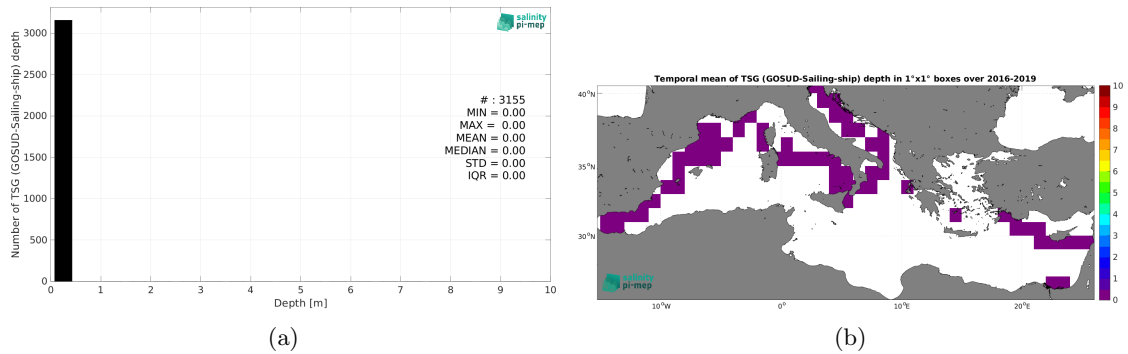 salinity
pi-mep
Number of TSG (GOSUD-Sailing-ship) depth
3000
2500
2000
1500
1000
500
0
# : 3155
MIN = 0.00
MAX = 0.00
MEAN = 0.00
MEDIAN = 0.00
STD = 0.00
IQR = 0.00
0 1 2 3 4 5 6 7 8 9 10
Depth [m]
(a)
Temporal mean of TSG (GOSUD-Sailing-ship) depth in 1°x1° boxes over 2016-2019
40°N
35°N
30°N
10°W 0° 10°E 20°E
10
9
8
7
6
5
4
3
2
1
0
salinity
pi-mep
(b)